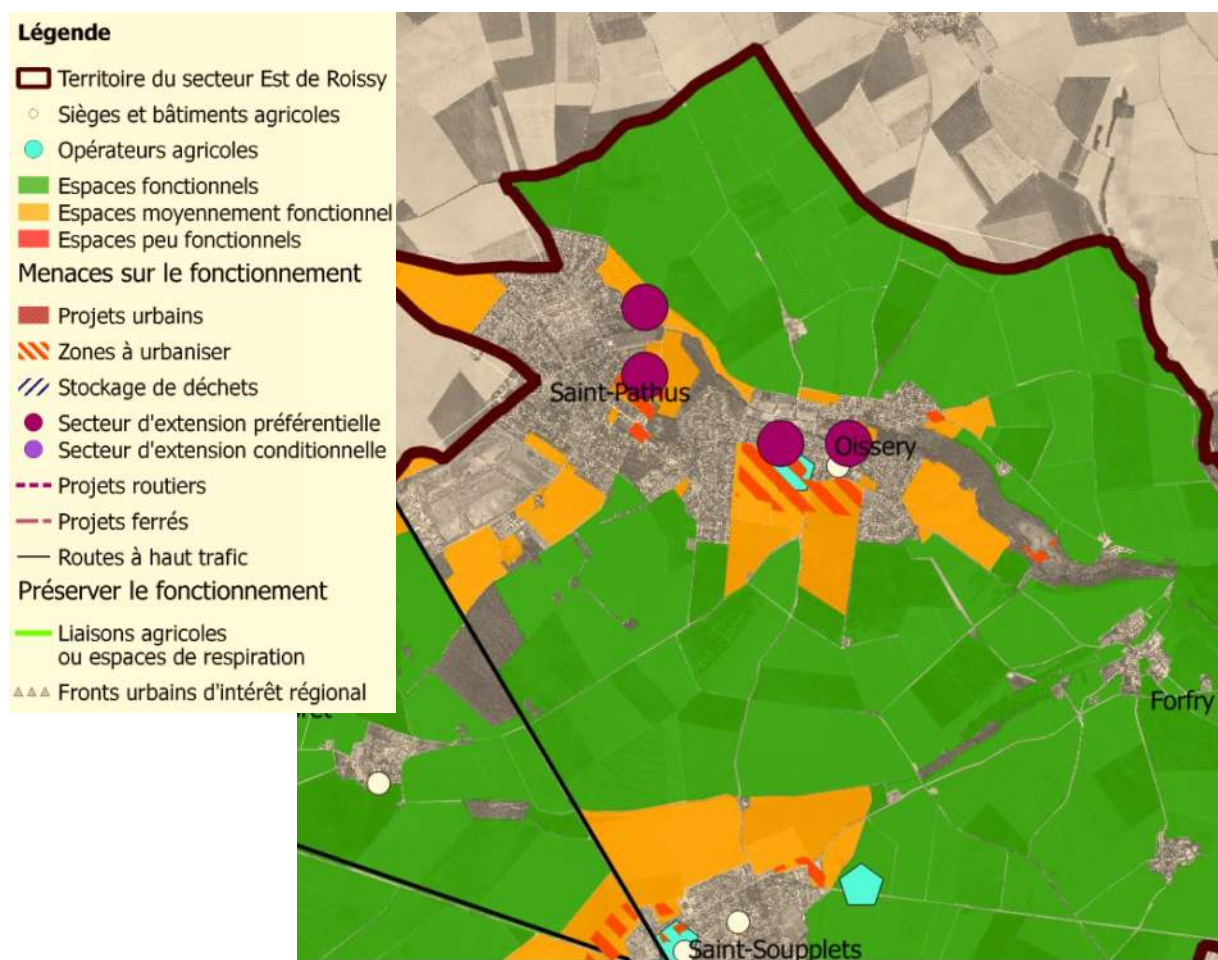 Légende
Territoire du secteur Est de Roissy
Sièges et bâtiments agricoles
Opérateurs agricoles
Espaces fonctionnels
Espaces moyennement fonctionnel
Espaces peu fonctionnels
Menaces sur le fonctionnement
Projets urbains
Zones à urbaniser
Stockage de déchets
Secteur d'extension préférentielle
Secteur d'extension conditionnelle
Projets routiers
Projets ferrés
Routes à haut trafic
Préserver le fonctionnement
Liaisons agricoles
ou espaces de respiration
Fronts urbains d'intérêt régional
Saint-Pathus
Oissery
Forfry
Saint-Soupplets